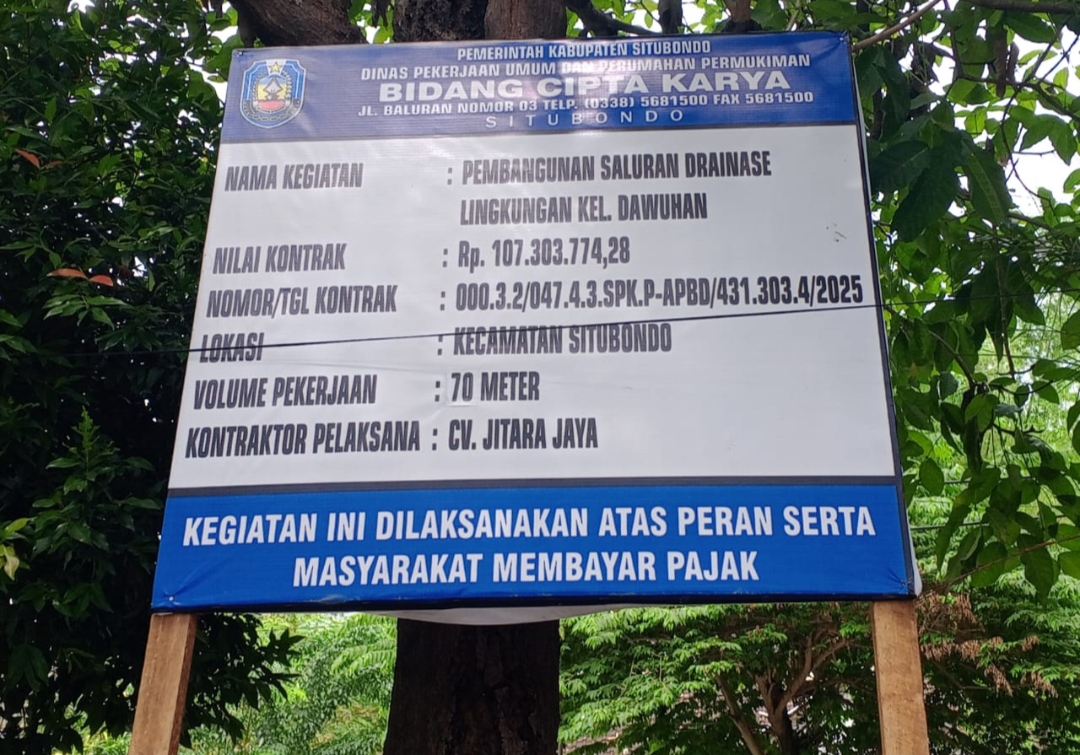 PEMERINTAH KABUPATEN SITUBONDO
DINAS PEKERJAAN UMUM DAN PERUMAHAN PERMUKIMAN
BIDANG CIPTA KARYA
JL. BALURAN NOMOR 03 TELP. (0338) 5681500 FAX 5681500
SITUBONDO
NAMA KEGIATAN : PEMBANGUNAN SALURAN DRAINASE
LINGKUNGAN KEL. DAWUHAN
NILAI KONTRAK : Rp. 107.303.774,28
NOMOR/TGL KONTRAK : 000.3.2/047.4.3.SPK.P-APBD/431.303.4/2025
LOKASI : KECAMATAN SITUBONDO
VOLUME PEKERJAAN : 70 METER
KONTRAKTOR PELAKSANA : CV. JITARA JAYA
KEGIATAN INI DILAKSANAKAN ATAS PERAN SERTA
MASYARAKAT MEMBAYAR PAJAK